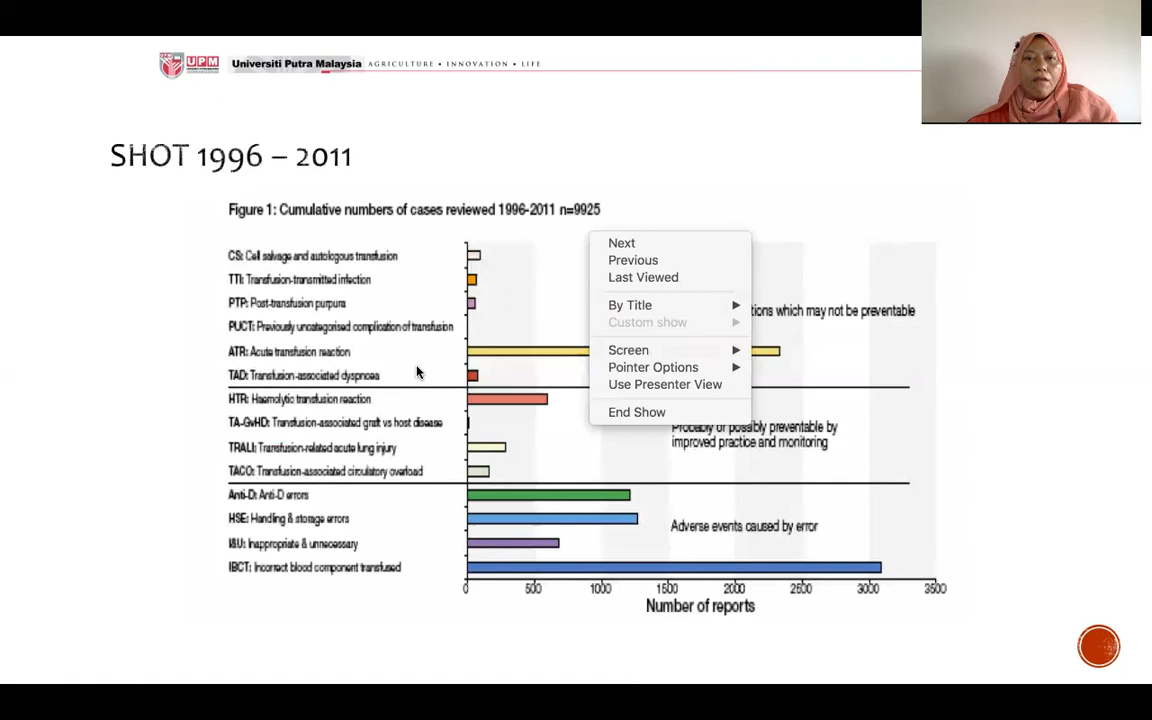 UPM
Universiti Putra Malaysia AGRICULTURE • INNOVATION • LIFE
SHOT 1996 – 2011
Figure 1: Cumulative numbers of cases reviewed 1996-2011 n=9925
CS: Cell salvage and autologous transfusion
TTI: Transfusion-transmitted infection
PTP: Post-transfusion purpura
PUCT: Previously uncategorised complication of transfusion
ATR: Acute transfusion reaction
TAD: Transfusion-associated dyspnoea
HTR: Haemolytic transfusion reaction
TA-GvHD: Transfusion-associated graft vs host disease
TRALI: Transfusion-related acute lung injury
TACO: Transfusion-associated circulatory overload
Anti-D: Anti-D errors
HSE: Handling & storage errors
I&U: Inappropriate & unnecessary
IBCT: Incorrect blood component transfused
which may not be preventable
Probably or possibly preventable by
improved practice and monitoring
Adverse events caused by error
0 500 1000 1500 2000 2500 3000 3500
Number of reports
Next
Previous
Last Viewed
By Title
Custom show
Screen
Pointer Options
Use Presenter View
End Show